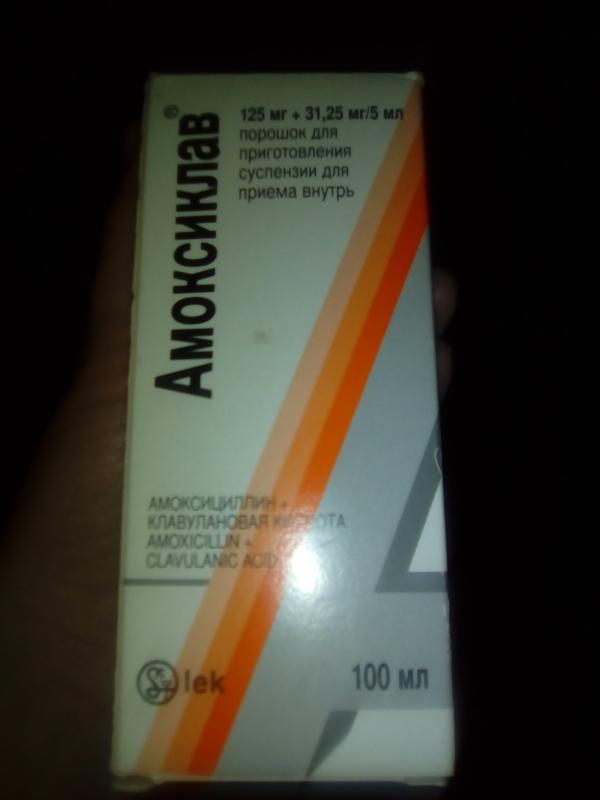 Амоксиклав®
125 мг + 31,25 мг/5 мл
порошок для
приготовления
суспензии для
приема внутрь
АМОКСИЦИЛЛИН +
КЛАВУЛАНОВАЯ КИСЛОТА
AMOXICILLIN +
CLAVULANIC ACID
lek
100 мл